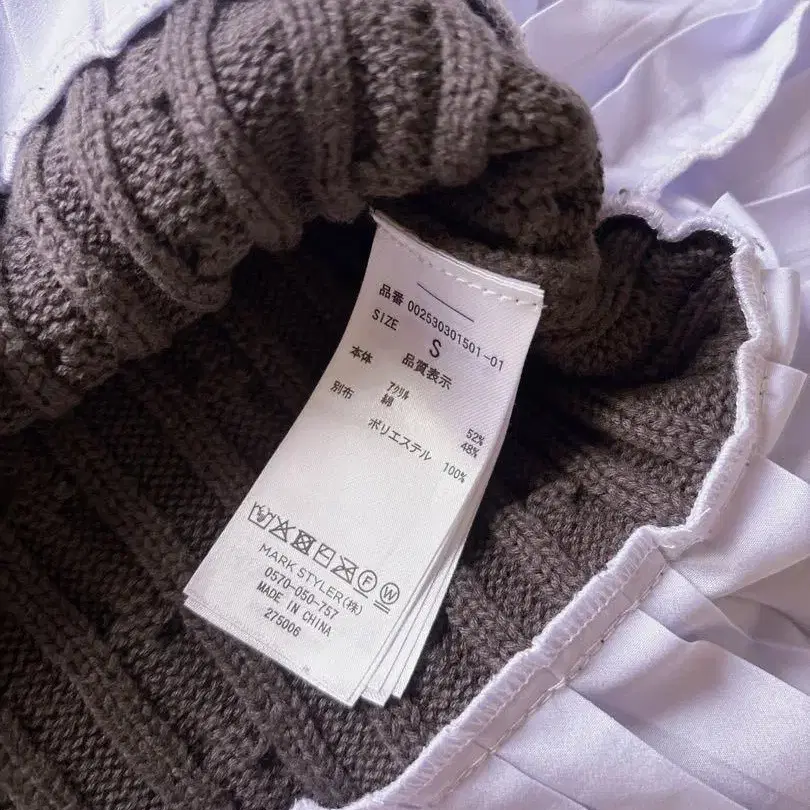 品番 002530301501-01
SIZE S
品質表示
本体 アクリル 52%
綿 48%
別布 ポリエステル 100%
MARK STYLER(株)
0570-050-757
MADE IN CHINA
275006